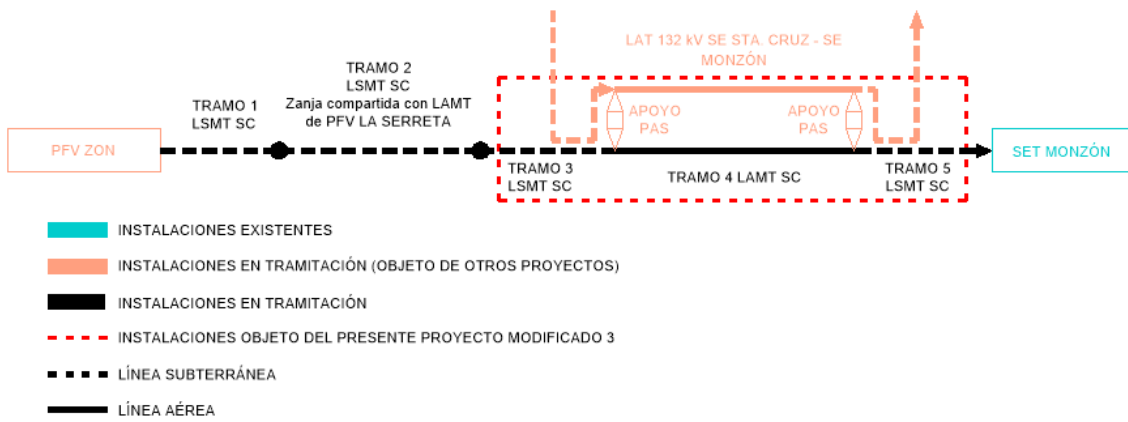 LAT 132 kV SE STA. CRUZ - SE
MONZÓN
TRAMO 2
LSMT SC
Zanja compartida con LAMT
de PFV LA SERRETA
TRAMO 1
LSMT SC
APOYO
PAS
APOYO
PAS
PFV ZON
SET MONZÓN
TRAMO 3
LSMT SC
TRAMO 4 LAMT SC
TRAMO 5
LSMT SC
INSTALACIONES EXISTENTES
INSTALACIONES EN TRAMITACIÓN (OBJETO DE OTROS PROYECTOS)
INSTALACIONES EN TRAMITACIÓN
INSTALACIONES OBJETO DEL PRESENTE PROYECTO MODIFICADO 3
LÍNEA SUBTERRÁNEA
LÍNEA AÉREA